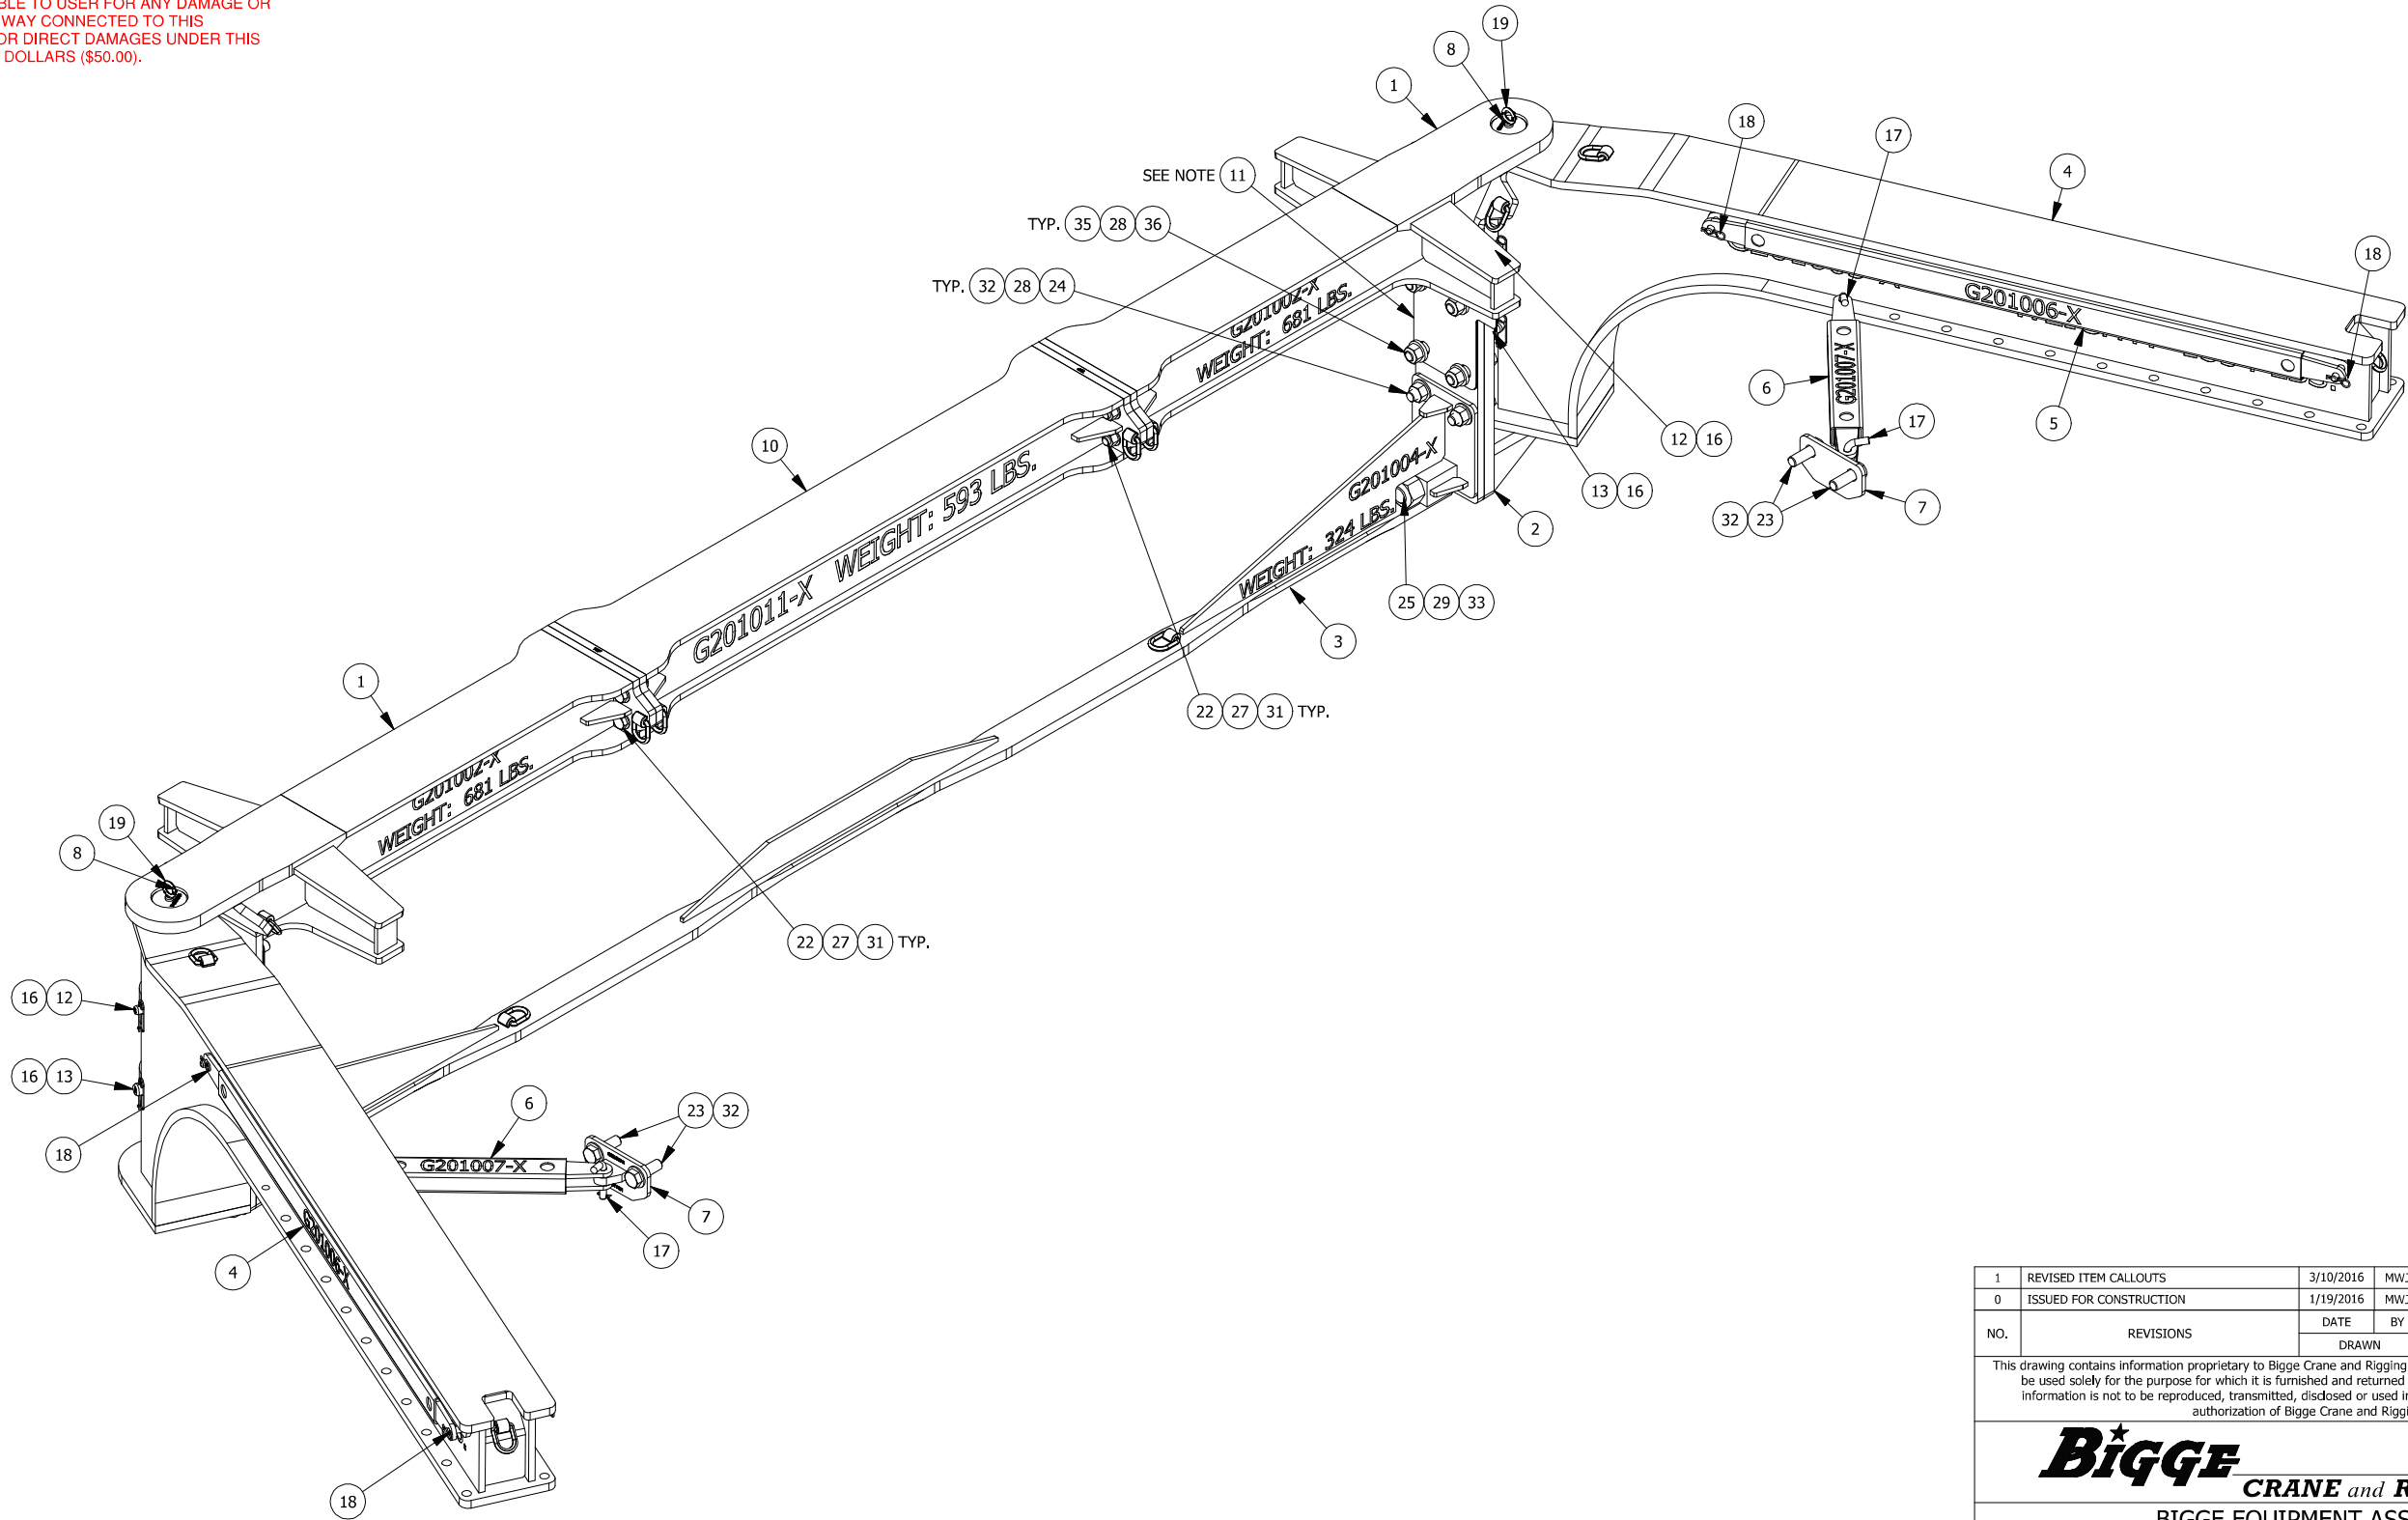 BLE TO USER FOR ANY DAMAGE OR
WAY CONNECTED TO THIS
OR DIRECT DAMAGES UNDER THIS
DOLLARS ($50.00).
19
8
1
18
17
4
SEE NOTE 11
TYP. 35 28 36
TYP. 32 28 24
18
G201002-X
WEIGHT: 681 LBS.
G201006-X
G201007-X
6
5
17
12 16
10
G201004-X
WEIGHT: 324 LBS.
13 16
2
32 23
7
G201011-X WEIGHT: 593 LBS.
25 29 33
3
1
22 27 31 TYP.
G201002-X
WEIGHT: 681 LBS.
19
8
22 27 31 TYP.
16 12
16 13
18
6
23 32
G201007-X
7
17
4
G201006-X
18
1 REVISED ITEM CALLOUTS 3/10/2016
0 ISSUED FOR CONSTRUCTION 1/19/2016
NO. REVISIONS DATE BY
DRAWN
This drawing contains information proprietary to Bigge Crane and Rigging
be used solely for the purpose for which it is furnished and returned
information is not to be reproduced, transmitted, disclosed or used
authorization of Bigge Crane and
BIGGE
CRANE and R
BIGGE EQUIPMENT ASS